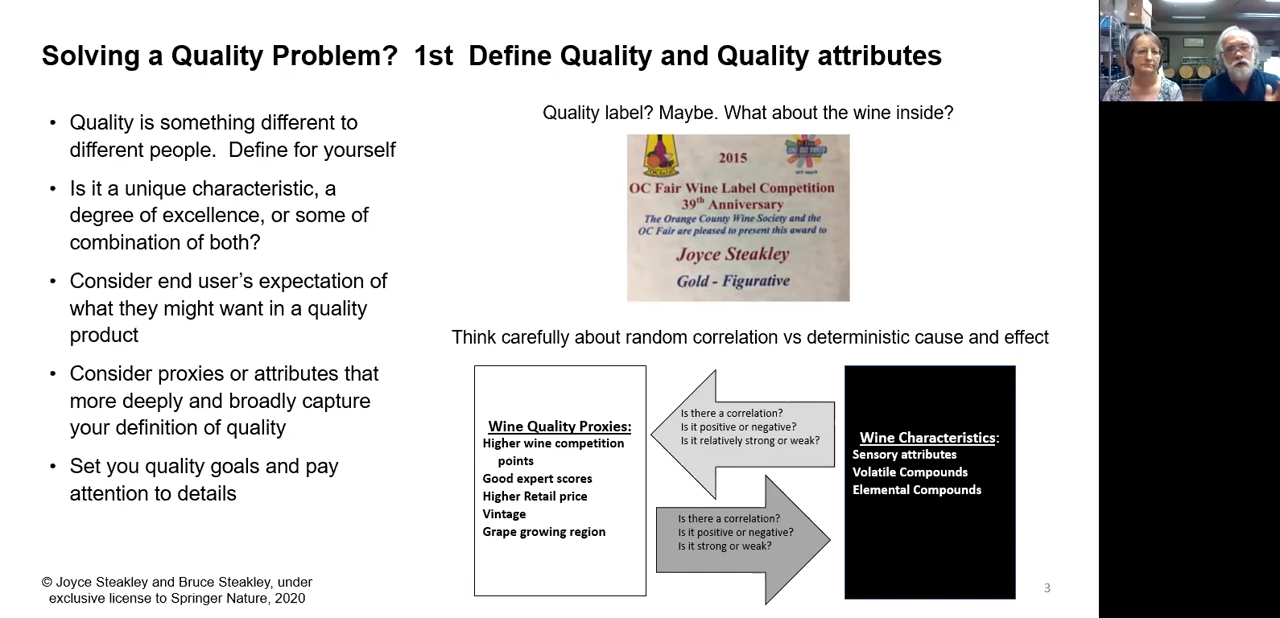 Solving a Quality Problem?  1st  Define Quality and Quality attributes
• Quality is something different to
different people.  Define for yourself
• Is it a unique characteristic, a
degree of excellence, or some of
combination of both?
• Consider end user’s expectation of
what they might want in a quality
product
• Consider proxies or attributes that
more deeply and broadly capture
your definition of quality
• Set you quality goals and pay
attention to details
Quality label? Maybe. What about the wine inside?
2015
OC Fair Wine Label Competition
39th Anniversary
The Orange County Wine Society and the
OC Fair are pleased to present this award to
Joyce Steakley
Gold - Figurative
Think carefully about random correlation vs deterministic cause and effect
Wine Quality Proxies:
Higher wine competition
points
Good expert scores
Higher Retail price
Vintage
Grape growing region
Is there a correlation?
Is it positive or negative?
Is it relatively strong or weak?
Is there a correlation?
Is it positive or negative?
Is it strong or weak?
Wine Characteristics:
Sensory attributes
Volatile Compounds
Elemental Compounds
© Joyce Steakley and Bruce Steakley, under
exclusive license to Springer Nature, 2020
3